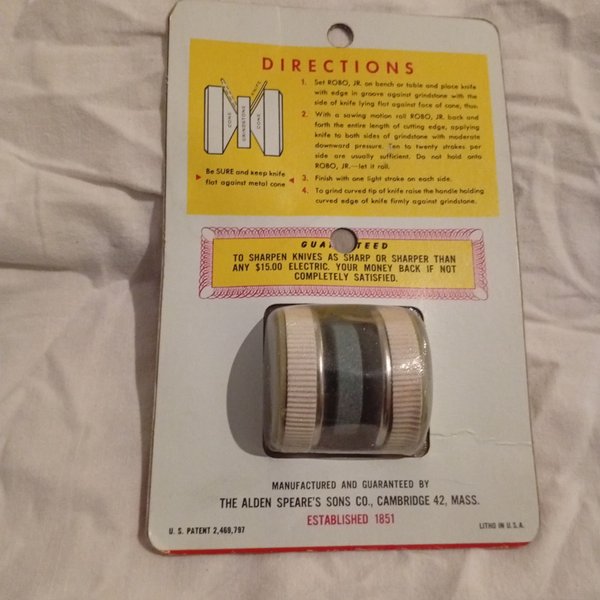 DIRECTIONS
CONE
GRINDSTONE
CONE
Be SURE and keep knife
flat against metal cone
1. Set ROBO, JR. on bench or table and place knife
with edge in groove against grindstone with the
side of knife lying flat against face of cone, thus:
2. With a sawing motion roll ROBO, JR. back and
forth the entire length of cutting edge, applying
knife to both sides of grindstone with moderate
downward pressure. Ten to twenty strokes per
side are usually sufficient. Do not hold onto
ROBO, JR.—let it roll.
3. Finish with one light stroke on each side.
4. To grind curved tip of knife raise the handle holding
curved edge of knife firmly against grindstone.
GUA TEED
TO SHARPEN KNIVES AS SHARP OR SHARPER THAN
ANY $15.00 ELECTRIC. YOUR MONEY BACK IF NOT
COMPLETELY SATISFIED.
MANUFACTURED AND GUARANTEED BY
THE ALDEN SPEARE'S SONS CO., CAMBRIDGE 42, MASS.
ESTABLISHED 1851
U. S. PATENT 2,469,797
LITHO IN U.S.A.